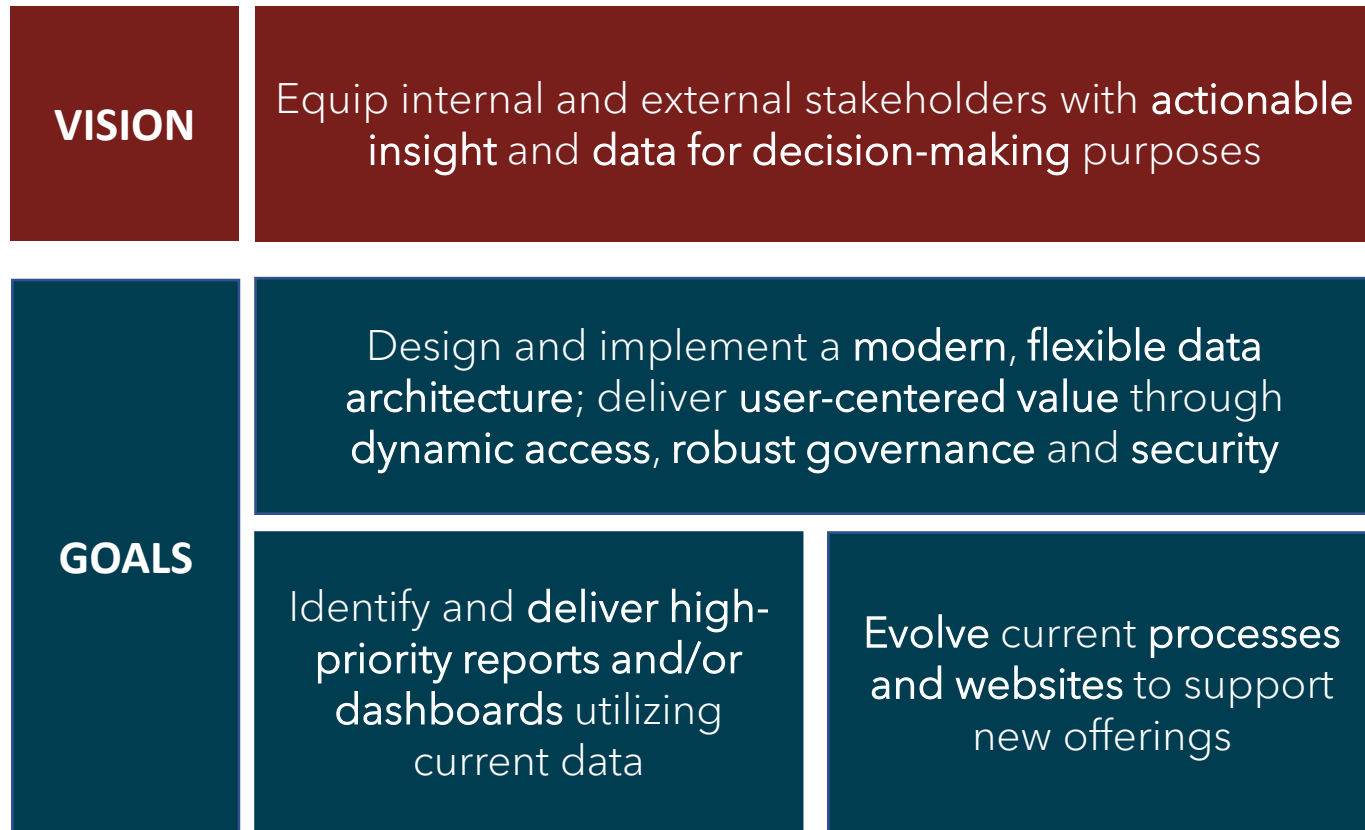 VISION
Equip internal and external stakeholders with actionable
insight and data for decision-making purposes
GOALS
Design and implement a modern, flexible data
architecture; deliver user-centered value through
dynamic access, robust governance and security
Identify and deliver high-
priority reports and/or
dashboards utilizing
current data
Evolve current processes
and websites to support
new offerings